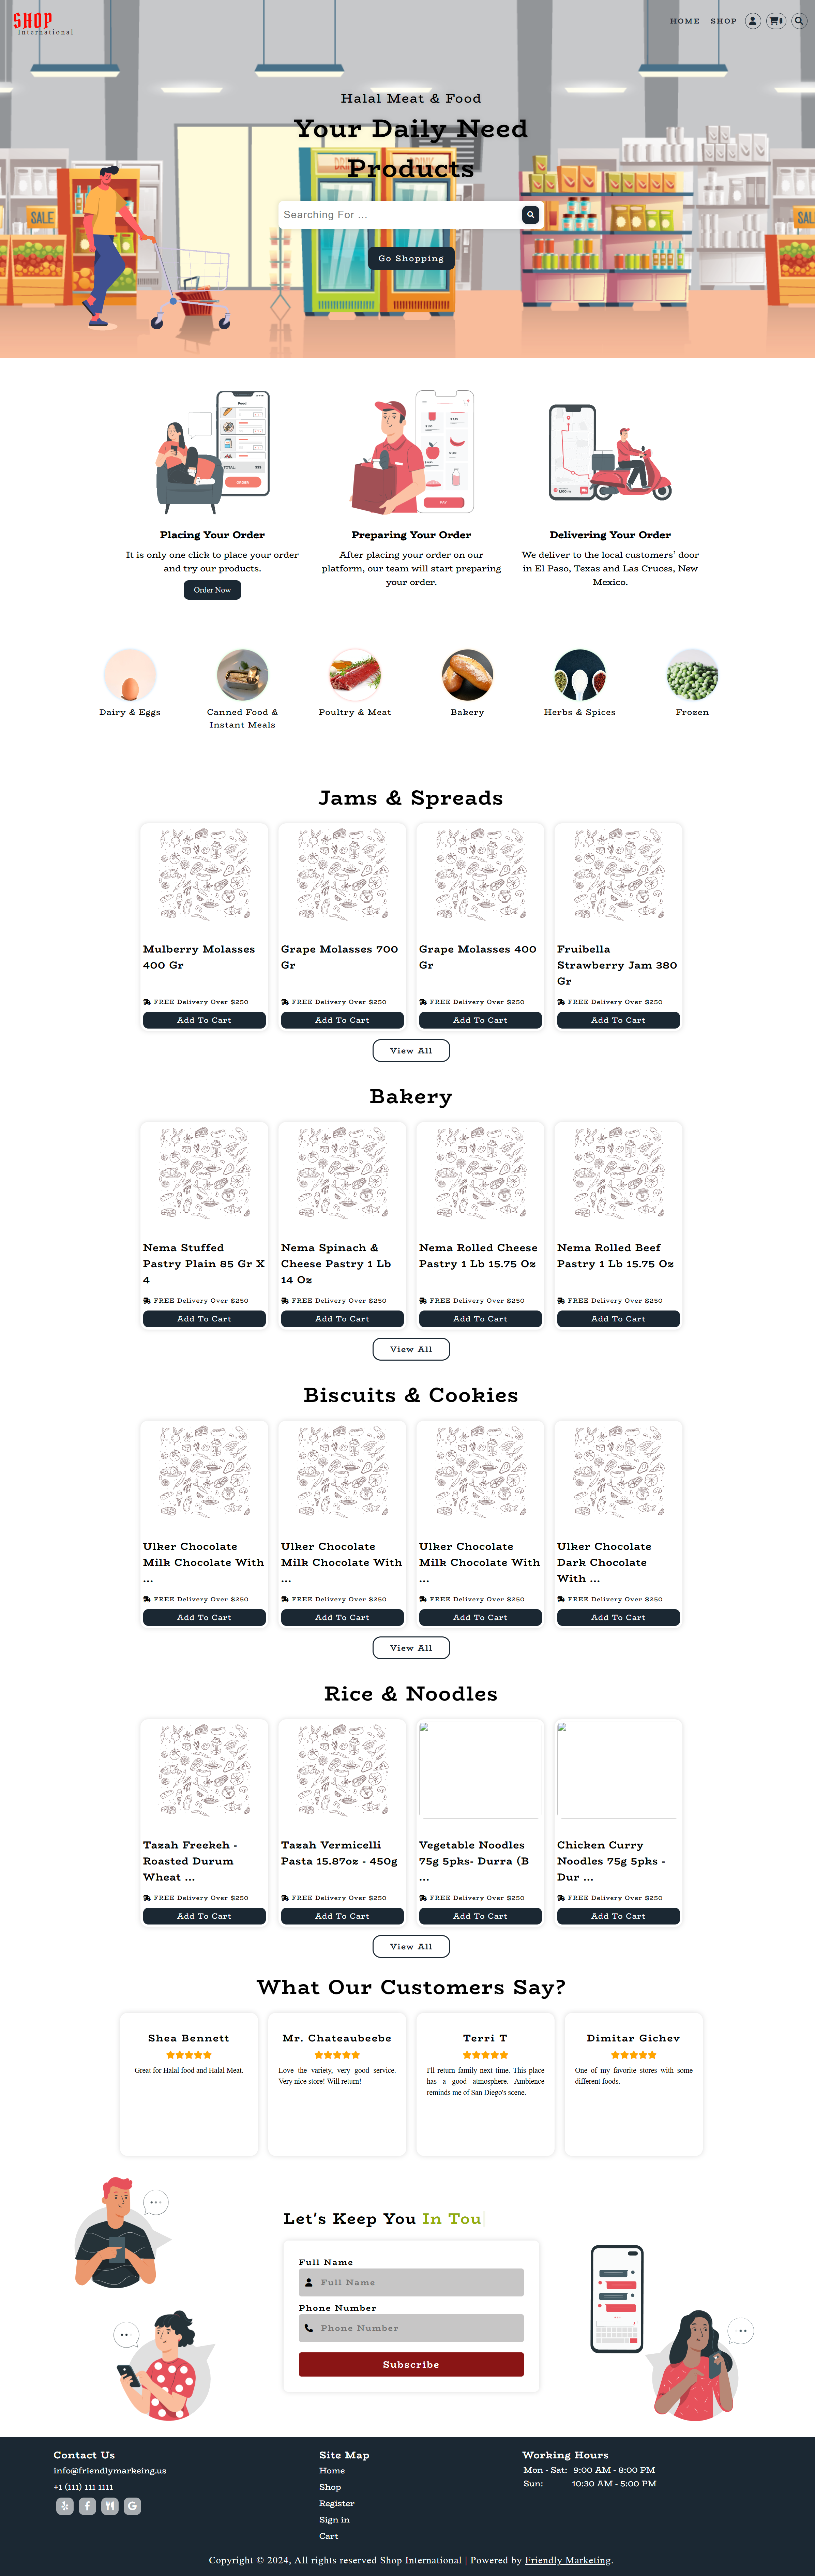 SHOP
International
HOME
SHOP
0
Halal Meat & Food
Your Daily Need
Products
SALE
SALE
Searching For ...
Go Shopping
Placing Your Order
It is only one click to place your order
and try our products.
Order Now
Preparing Your Order
After placing your order on our
platform, our team will start preparing
your order.
Delivering Your Order
We deliver to the local customers' door
in El Paso, Texas and Las Cruces, New
Mexico.
Dairy & Eggs
Canned Food &
Instant Meals
Poultry & Meat
Bakery
Herbs & Spices
Frozen
Jams & Spreads
Mulberry Molasses
400 Gr
FREE Delivery Over $250
Add To Cart
Grape Molasses 700
Gr
FREE Delivery Over $250
Add To Cart
Grape Molasses 400
Gr
FREE Delivery Over $250
Add To Cart
Fruibella
Strawberry Jam 380
Gr
FREE Delivery Over $250
Add To Cart
View All
Bakery
Nema Stuffed
Pastry Plain 85 Gr X
4
FREE Delivery Over $250
Add To Cart
Nema Spinach &
Cheese Pastry 1 Lb
14 Oz
FREE Delivery Over $250
Add To Cart
Nema Rolled Cheese
Pastry 1 Lb 15.75 Oz
FREE Delivery Over $250
Add To Cart
Nema Rolled Beef
Pastry 1 Lb 15.75 Oz
FREE Delivery Over $250
Add To Cart
View All
Biscuits & Cookies
Ulker Chocolate
Milk Chocolate With
...
FREE Delivery Over $250
Add To Cart
Ulker Chocolate
Milk Chocolate With
...
FREE Delivery Over $250
Add To Cart
Ulker Chocolate
Milk Chocolate With
...
FREE Delivery Over $250
Add To Cart
Ulker Chocolate
Dark Chocolate
With ...
FREE Delivery Over $250
Add To Cart
View All
Rice & Noodles
Tazah Freekeh -
Roasted Durum
Wheat ...
FREE Delivery Over $250
Add To Cart
Tazah Vermicelli
Pasta 15.87oz - 450g
FREE Delivery Over $250
Add To Cart
Vegetable Noodles
75g 5pks- Durra (B
...
FREE Delivery Over $250
Add To Cart
Chicken Curry
Noodles 75g 5pks -
Dur ...
FREE Delivery Over $250
Add To Cart
View All
What Our Customers Say?
Shea Bennett
Great for Halal food and Halal Meat.
Mr. Chateaubeebe
Love the variety, very good service.
Very nice store! Will return!
Terri T
I'll return family next time. This place
has a good atmosphere. Ambience
reminds me of San Diego's scene.
Dimitar Gichev
One of my favorite stores with some
different foods.
Let's Keep You In Tou
Full Name
Full Name
Phone Number
Phone Number
Subscribe
Contact Us
info@friendlymarkeing.us
+1 (111) 111 1111
Site Map
Home
Shop
Register
Sign in
Cart
Working Hours
Mon - Sat: 9:00 AM - 8:00 PM
Sun: 10:30 AM - 5:00 PM
Copyright © 2024, All rights reserved Shop International | Powered by Friendly Marketing.